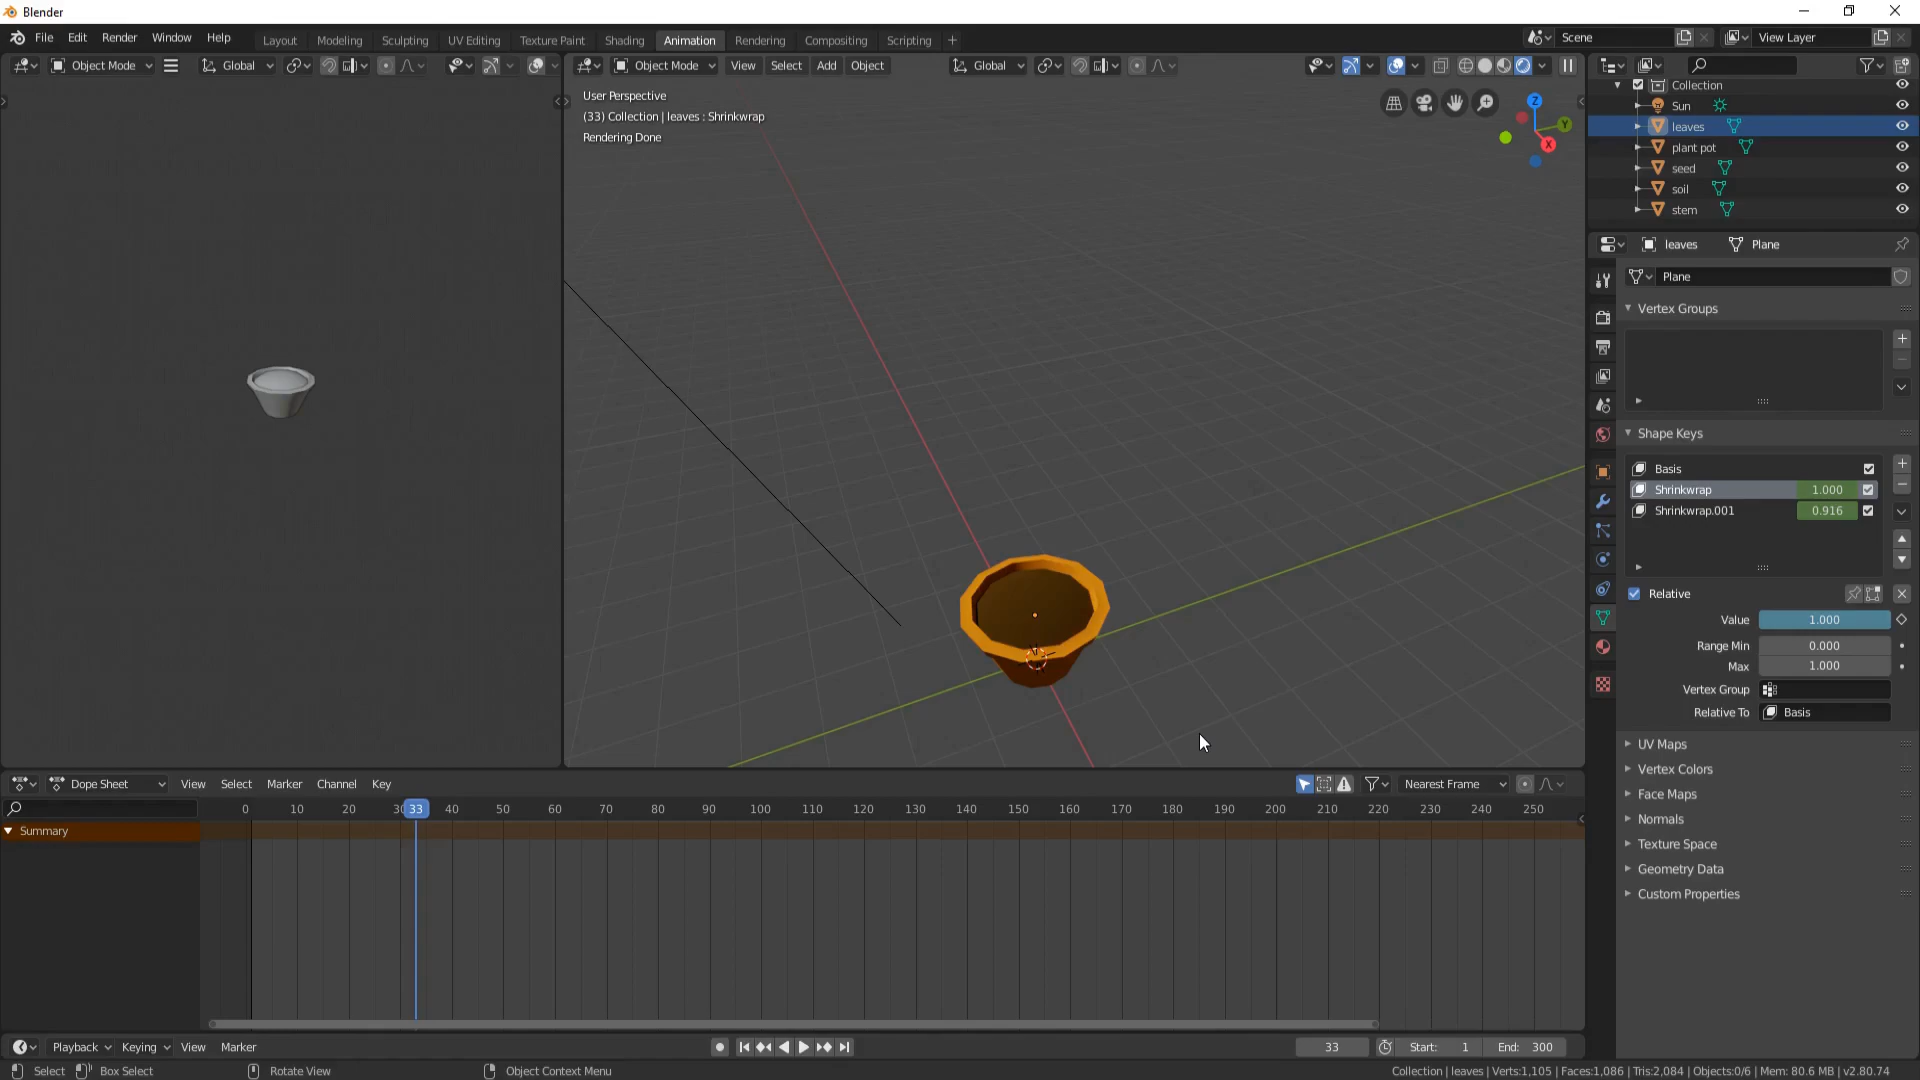 Blender
File Edit Render Window Help Layout Modeling Sculpting UV Editing Texture Paint Shading Animation Rendering Compositing Scripting + Scene View Layer
Object Mode Global Object Mode View Select Add Object Global
User Perspective
(33) Collection | leaves : Shrinkwrap
Rendering Done
Z
Y
X
Collection
Sun
leaves
plant pot
seed
soil
stem
leaves Plane
Plane
Vertex Groups
Shape Keys
Basis
Shrinkwrap 1.000
Shrinkwrap.001 0.916
Relative
Value 1.000
Range Min 0.000
Max 1.000
Vertex Group
Relative To Basis
UV Maps
Vertex Colors
Face Maps
Normals
Texture Space
Geometry Data
Custom Properties
Dope Sheet View Select Marker Channel Key Nearest Frame
0 10 20 30 33 40 50 60 70 80 90 100 110 120 130 140 150 160 170 180 190 200 210 220 230 240 250
Summary
Playback Keying View Marker 33 Start: 1 End: 300
Select Box Select Rotate View Object Context Menu Collection | leaves | Verts:1,105 | Faces:1,086 | Tris:2,084 | Objects:0/6 | Mem: 80.6 MB | v2.80.74